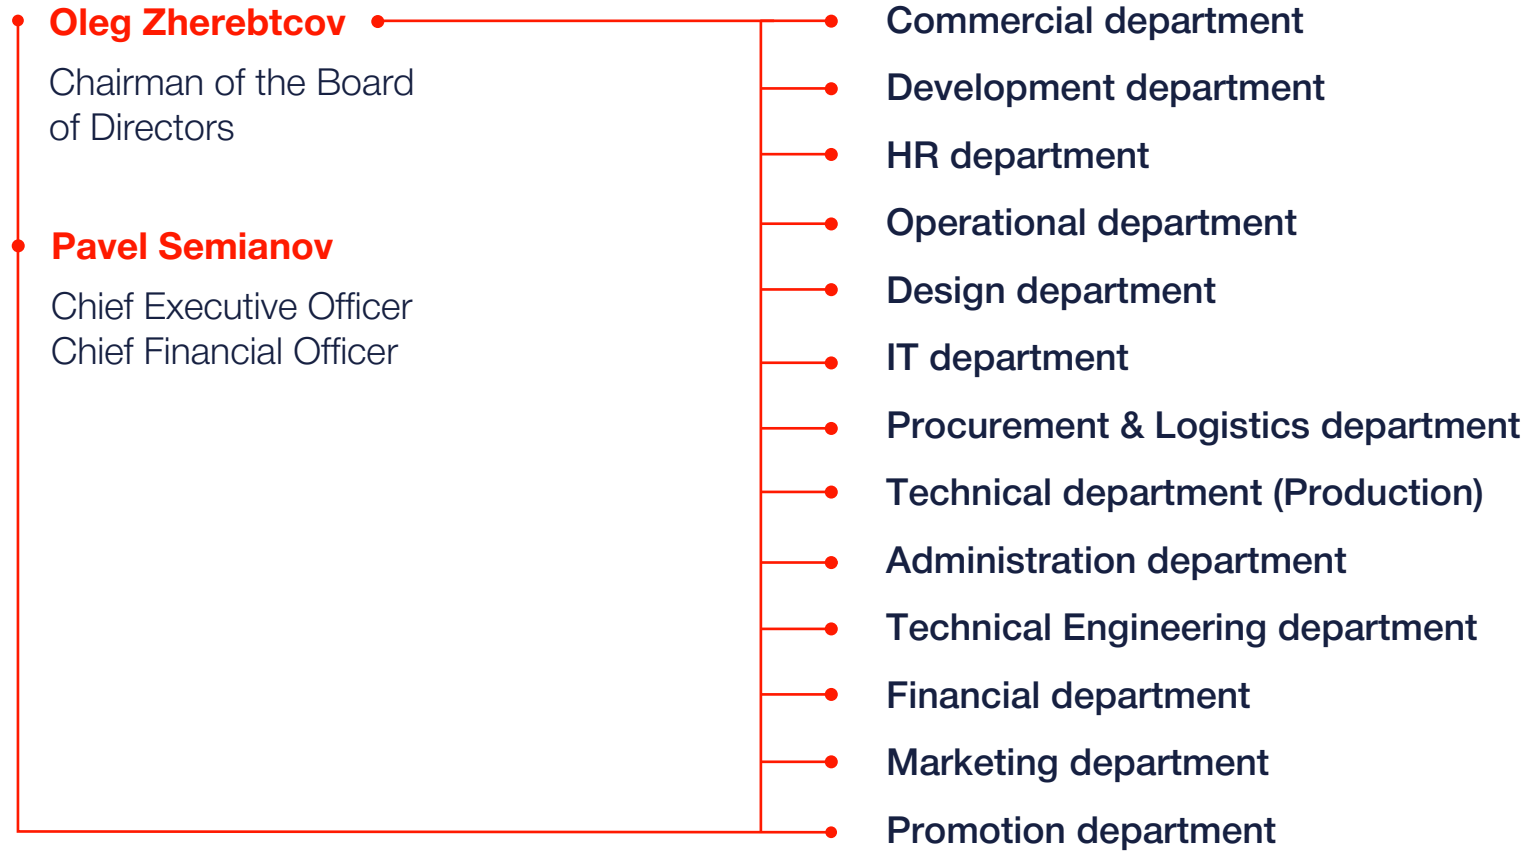 Oleg Zherebtcov
Chairman of the Board
of Directors
Pavel Semianov
Chief Executive Officer
Chief Financial Officer
Commercial department
Development department
HR department
Operational department
Design department
IT department
Procurement & Logistics department
Technical department (Production)
Administration department
Technical Engineering department
Financial department
Marketing department
Promotion department